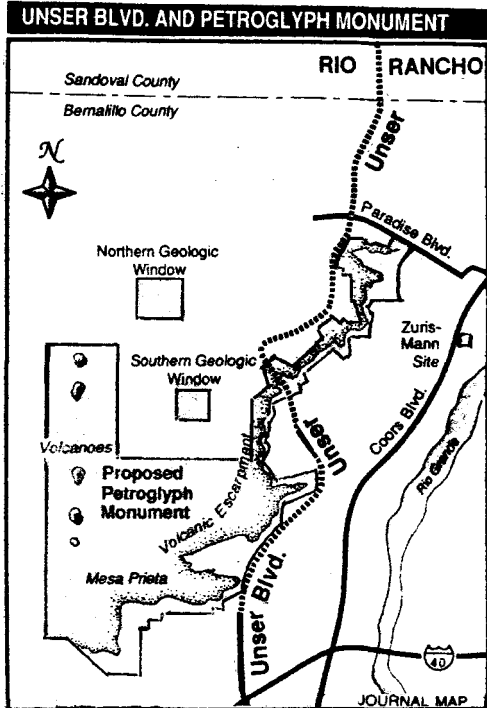 UNSER BLVD. AND PETROGLYPH MONUMENT
RIO RANCHO
Sandoval County
Bernalillo County
N
Unser
Paradise Blvd.
Northern Geologic
Window
Zuris-
Mann
Site
Southern Geologic
Window
Coors Blvd.
Unser
Rio Grande
Volcanoes
Volcanic Escarpment
Proposed
Petroglyph
Monument
Mesa Prieta
Unser Blvd.
40
JOURNAL MAP